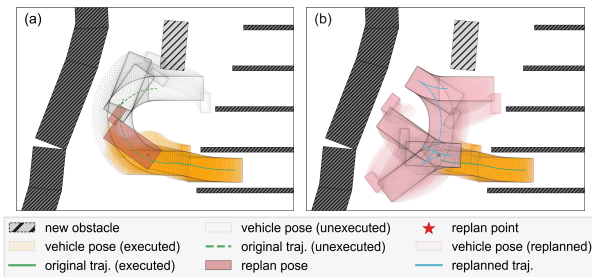 (a) (b)
new obstacle vehicle pose (unexecuted) replan point
vehicle pose (executed) original traj. (unexecuted) vehicle pose (replanned)
original traj. (executed) replan pose replanned traj.